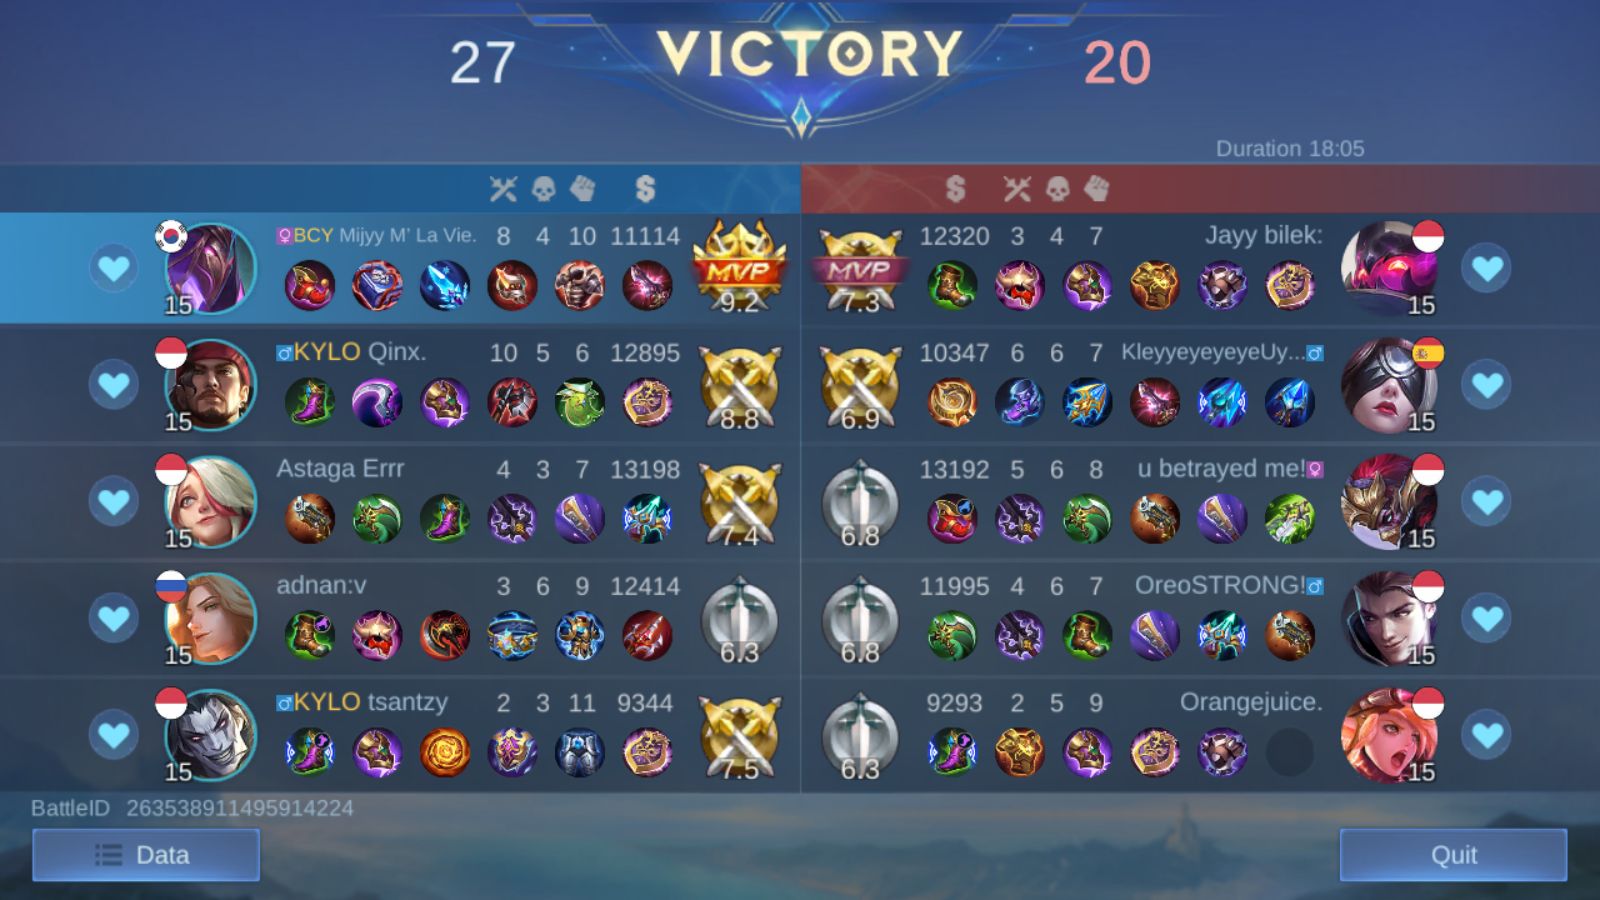 27 VICTORY 20
Duration 18:05
BCY Mijyy M' La Vie. 8 4 10 11114 MVP 9.2 15
MVP 7.3 12320 3 4 7 Jayy bilek: 15
KYLO Qinx. 10 5 6 12895 8.8 15
6.9 10347 6 6 7 KleyyeyeyeyeUy... 15
Astaga Errr 4 3 7 13198 7.4 15
6.8 13192 5 6 8 u betrayed me! 15
adnan:v 3 6 9 12414 6.3 15
6.8 11995 4 6 7 OreoSTRONG! 15
KYLO tsantzy 2 3 11 9344 7.5 15
6.3 9293 2 5 9 Orangejuice. 15
BattleID 263538911495914224
Data
Quit